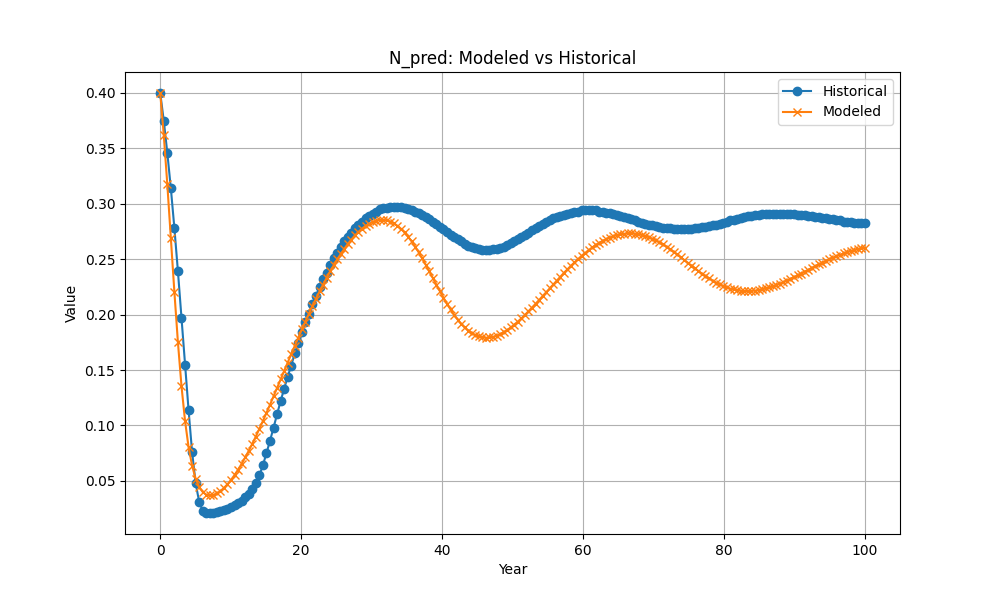 N_pred: Modeled vs Historical
Historical
Modeled
Value
0.40
0.35
0.30
0.25
0.20
0.15
0.10
0.05
0 20 40 60 80 100
Year